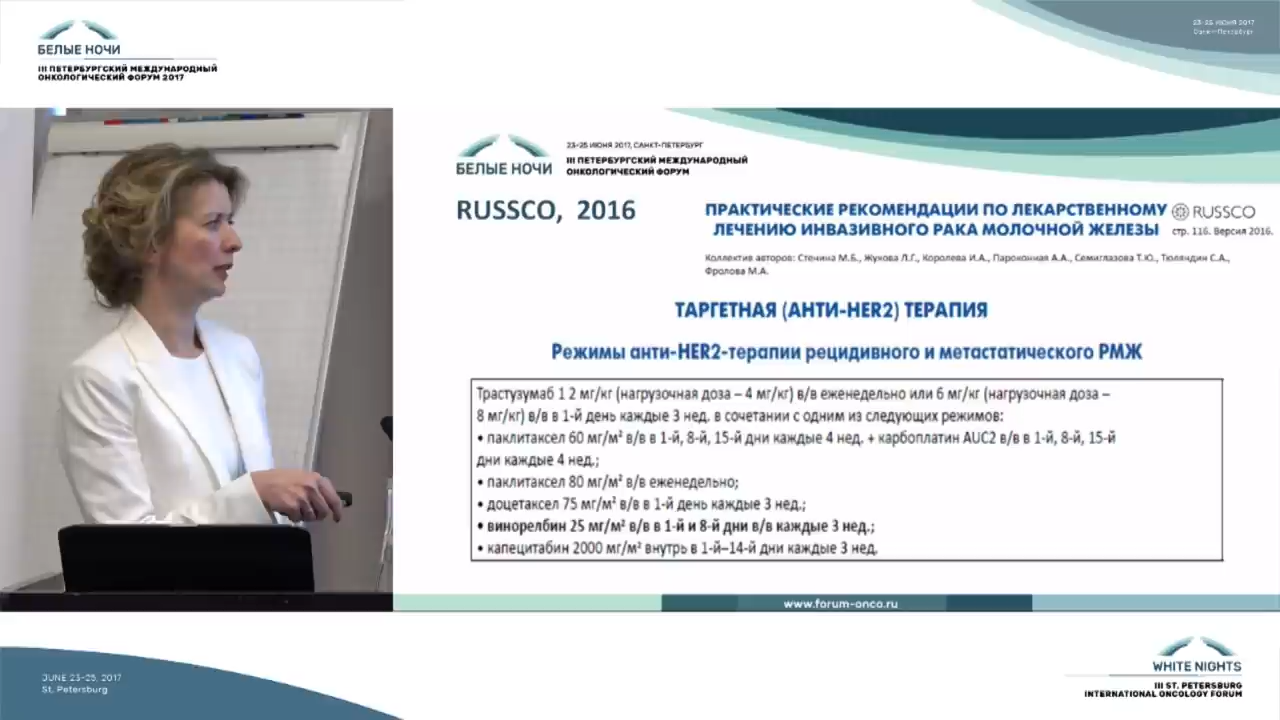 БЕЛЫЕ НОЧИ
III ПЕТЕРБУРГСКИЙ МЕЖДУНАРОДНЫЙ
ОНКОЛОГИЧЕСКИЙ ФОРУМ 2017
23-25 ИЮНЯ 2017
Санкт-Петербург
БЕЛЫЕ НОЧИ
23-25 ИЮНЯ 2017, САНКТ-ПЕТЕРБУРГ
III ПЕТЕРБУРГСКИЙ МЕЖДУНАРОДНЫЙ
ОНКОЛОГИЧЕСКИЙ ФОРУМ
RUSSCO, 2016
ПРАКТИЧЕСКИЕ РЕКОМЕНДАЦИИ ПО ЛЕКАРСТВЕННОМУ
ЛЕЧЕНИЮ ИНВАЗИВНОГО РАКА МОЛОЧНОЙ ЖЕЛЕЗЫ
RUSSCO
стр. 116. Версия 2016.
Коллектив авторов: Стенина М.Б., Жукова Л.Г., Королева И.А., Пароконная А.А., Семиглазова Т.Ю., Тюляндин С.А.,
Фролова М.А.
ТАРГЕТНАЯ (АНТИ-HER2) ТЕРАПИЯ
Режимы анти-HER2-терапии рецидивного и метастатического РМЖ
Трастузумаб 1 2 мг/кг (нагрузочная доза – 4 мг/кг) в/в еженедельно или 6 мг/кг (нагрузочная доза –
8 мг/кг) в/в в 1-й день каждые 3 нед. в сочетании с одним из следующих режимов:
• паклитаксел 60 мг/м² в/в в 1-й, 8-й, 15-й дни каждые 4 нед. + карбоплатин AUC2 в/в в 1-й, 8-й, 15-й
дни каждые 4 нед.;
• паклитаксел 80 мг/м² в/в еженедельно;
• доцетаксел 75 мг/м² в/в в 1-й день каждые 3 нед.;
• винорелбин 25 мг/м² в/в в 1-й и 8-й дни в/в каждые 3 нед.;
• капецитабин 2000 мг/м² внутрь в 1-й–14-й дни каждые 3 нед.
www.forum-onco.ru
JUNE 23-25, 2017
St. Petersburg
WHITE NIGHTS
III ST. PETERSBURG
INTERNATIONAL ONCOLOGY FORUM